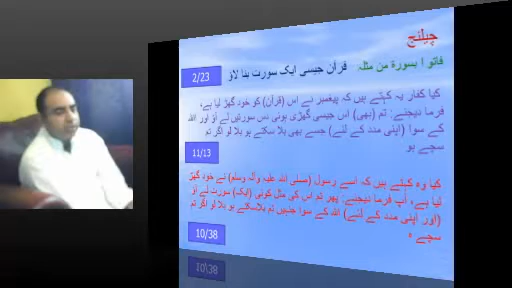 چیلنج
فاتو ا بسورة من مثلہ قرآن جیسی ایک سورت بنا لاؤ
2/23
کیا کفار یہ کہتے ہیں کہ پیغمبر نے اس (قرآن) کو خود گھڑ لیا ہے،
فرما دیجئے: تم (بھی) اس جیسی گھڑی ہوئی دس سورتیں لے آؤ اور اللہ
کے سوا (اپنی مدد کے لئے) جسے بھی بلا سکتے ہو بلا لو اگر تم
سچے ہو
11/13
کیا وہ کہتے ہیں کہ اسے رسول (صلی اللہ علیہ وآلہ وسلم) نے خود گھڑ
لیا ہے، آپ فرما دیجئے: پھر تم اس کی مثل کوئی (ایک) سورت لے آؤ
(اور اپنی مدد کے لئے) اللہ کے سوا جنہیں تم بلاسکتے ہو بلا لو اگر تم
سچے
10/38